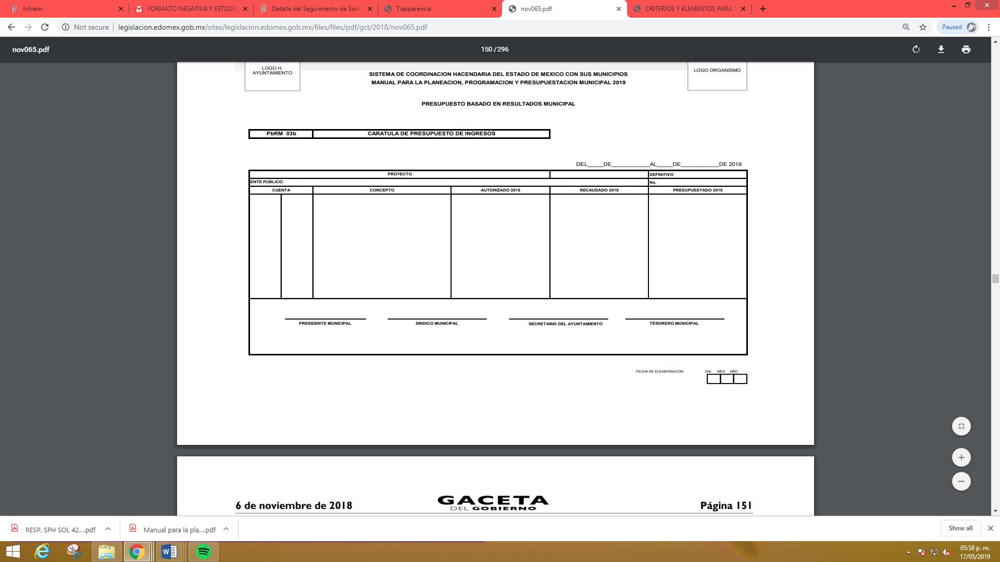 Infoem
FORMATO NEGATIVA Y ESTUDIO
Detalle del Seguimiento de Solic
Trasparencia
nov065.pdf
CRITERIOS Y ELEMENTOS PARA
Not secure
legislacion.edomex.gob.mx/sites/legislacion.edomex.gob.mx/files/files/pdf/gct/2018/nov065.pdf
Paused
nov065.pdf
150 / 296
LOGO H.
AYUNTAMIENTO
LOGO ORGANISMO
SISTEMA DE COORDINACION HACENDARIA DEL ESTADO DE MEXICO CON SUS MUNICIPIOS
MANUAL PARA LA PLANEACION, PROGRAMACION Y PRESUPUESTACION MUNICIPAL 2019
PRESUPUESTO BASADO EN RESULTADOS MUNICIPAL
PbRM 03b CARATULA DE PRESUPUESTO DE INGRESOS
DEL_____DE____________AL_____DE____________DE 2019
PROYECTO DEFINITIVO
ENTE PUBLICO: No.
CUENTA CONCEPTO AUTORIZADO 2018 RECAUDADO 2018 PRESUPUESTADO 2019
PRESIDENTE MUNICIPAL SINDICO MUNICIPAL SECRETARIO DEL AYUNTAMIENTO TESORERO MUNICIPAL
FECHA DE ELEABORACIÓN DIA MES AÑO
6 de noviembre de 2018
GACETA
DEL GOBIERNO
Página 151
RESP. SPH SOL 42....pdf
Manual para la pla....pdf
Show all
05:58 p. m.
17/05/2019